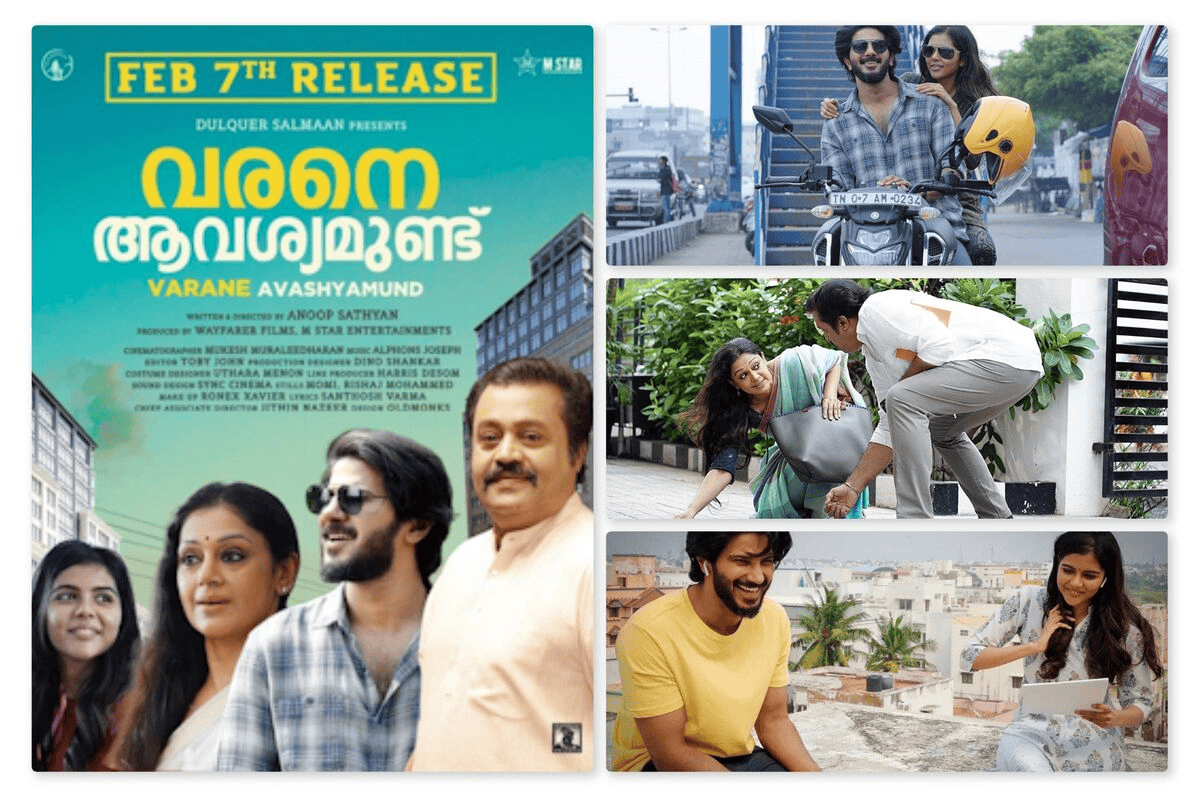 FEB 7TH RELEASE
M STAR
DULQUER SALMAAN PRESENTS
വരനെ
ആവശ്യമുണ്ട്
VARANE AVASHYAMUND
WRITTEN & DIRECTED BY ANOOP SATHYAN
PRODUCED BY WAYFARER FILMS, M STAR ENTERTAINMENTS
CINEMATOGRAPHER MUKESH MURALEEDHARAN MUSIC ALPHONS JOSEPH
EDITOR TOBY JOHN PRODUCTION DESIGNER DINO SHANKAR
COSTUME DESIGNER UTHARA MENON LINE PRODUCER HARRIS DESOM
SOUND DESIGN SYNC CINEMA STILLS MOMI, RISHAJ MOHAMMED
MAKE UP RONEX XAVIER LYRICS SANTHOSH VARMA
CHIEF ASSOCIATE DIRECTOR JITHIN NAZEER DESIGN OLDMONKS
TN 07 AM 0234